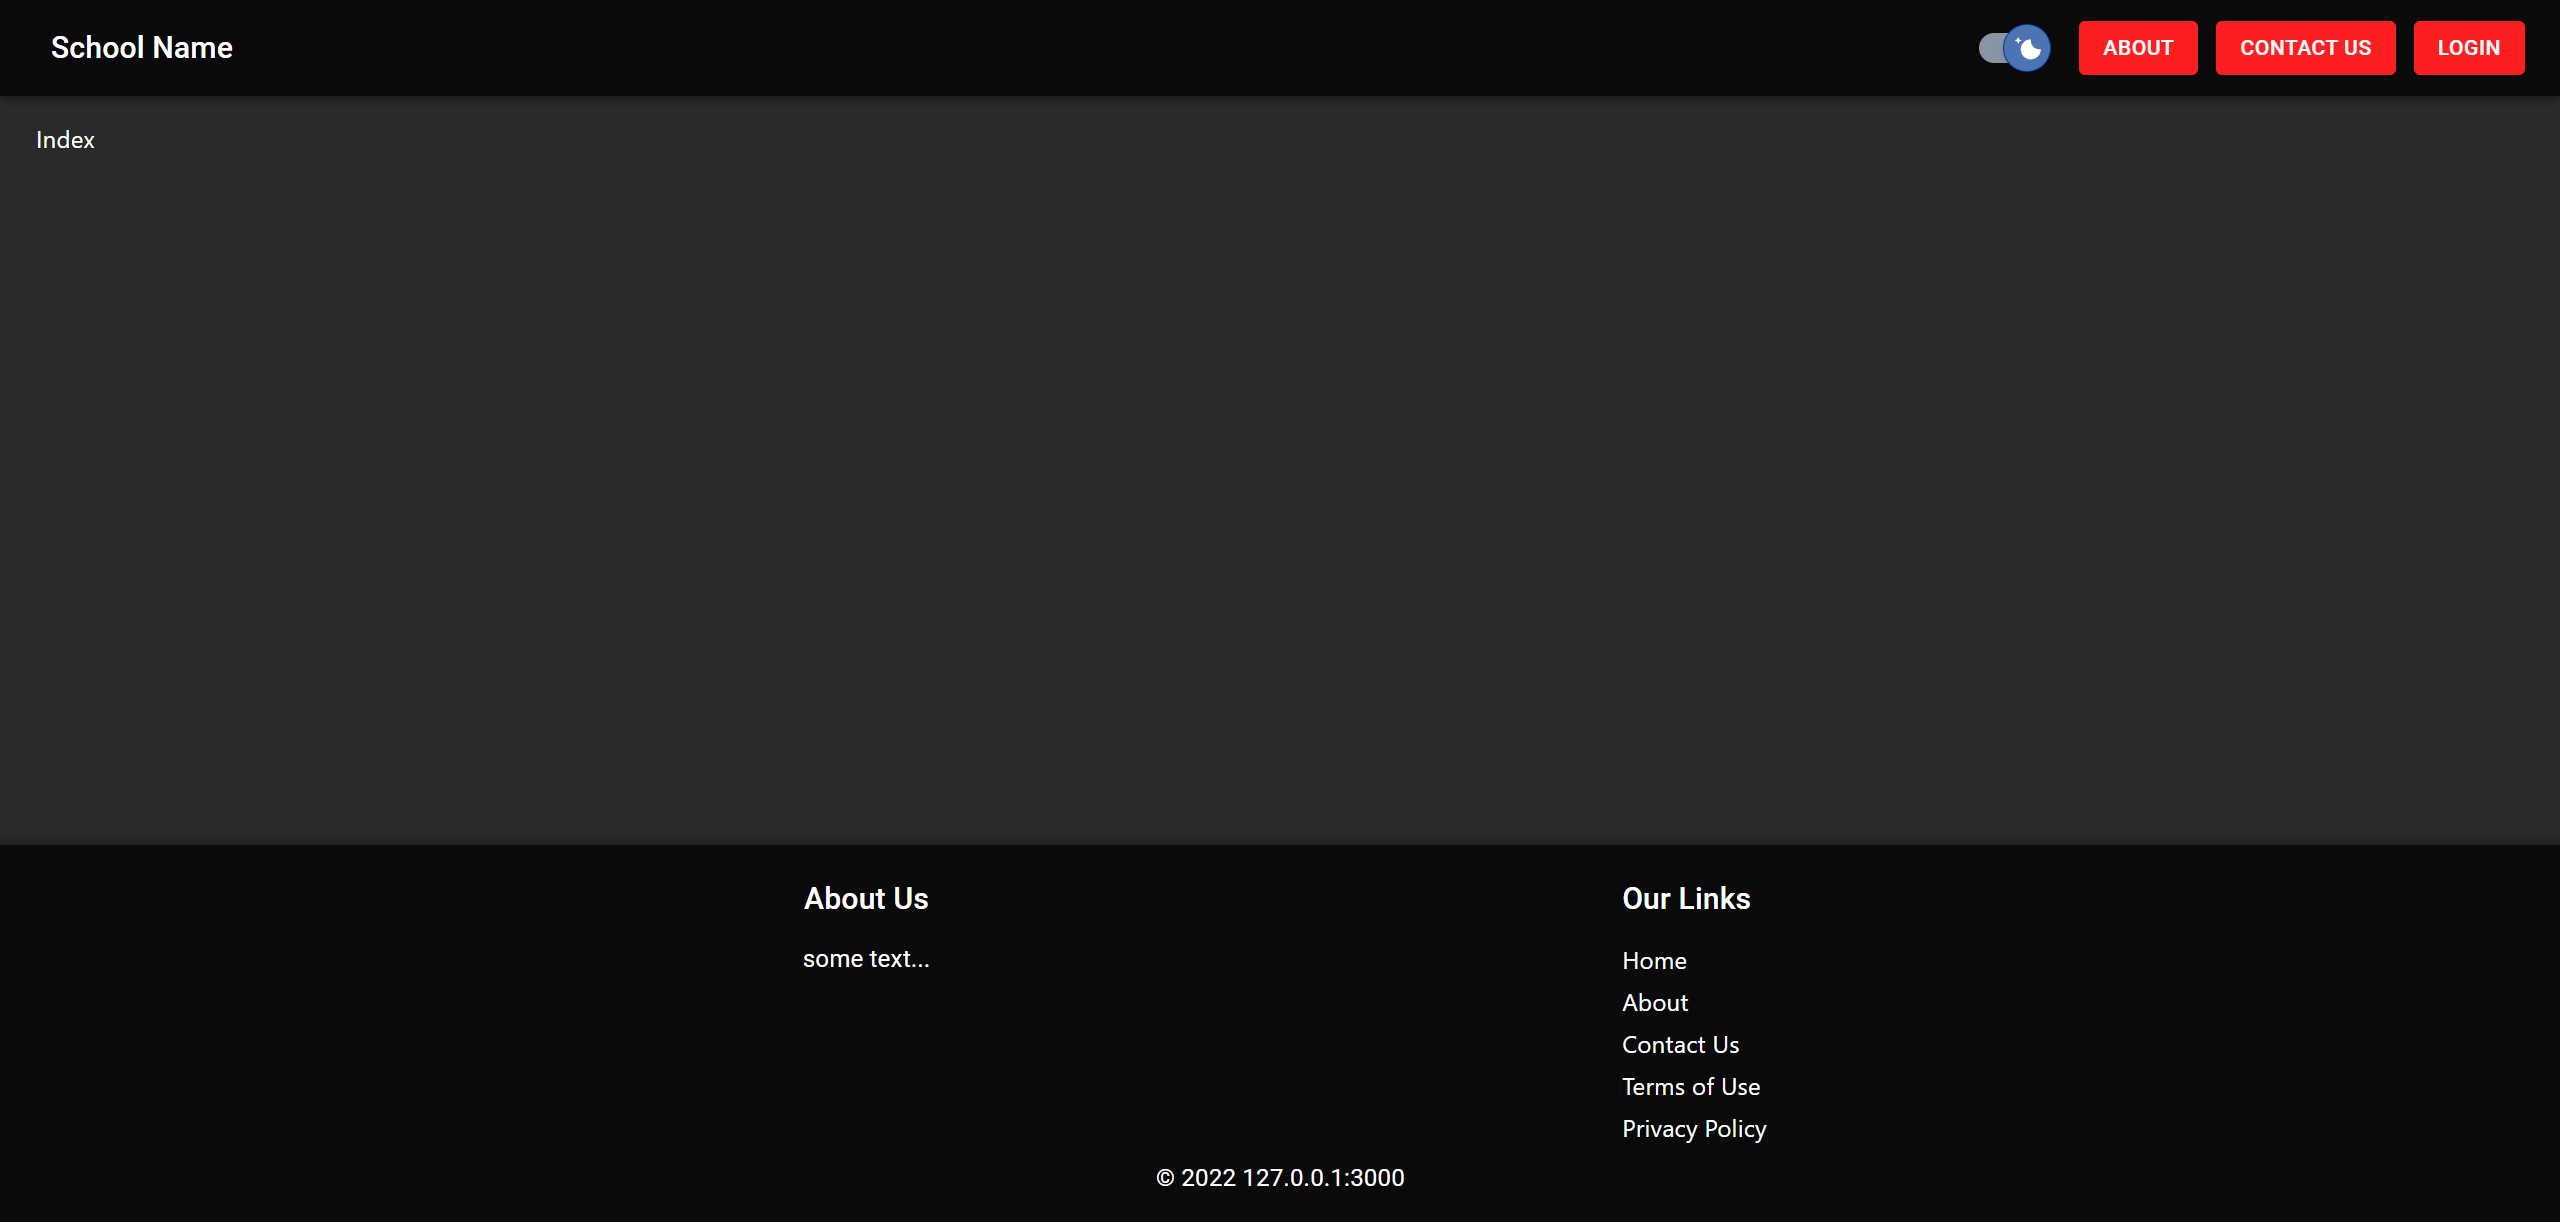 School Name
ABOUT
CONTACT US
LOGIN
Index
About Us
some text...
Our Links
Home
About
Contact Us
Terms of Use
Privacy Policy
© 2022 127.0.0.1:3000